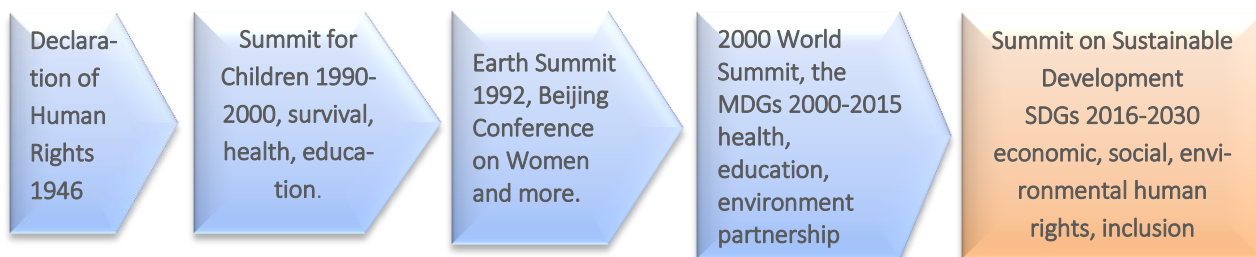 Declara-
tion of
Human
Rights
1946
Summit for
Children 1990-
2000, survival,
health, educa-
tion.
Earth Summit
1992, Beijing
Conference
on Women
and more.
2000 World
Summit, the
MDGs 2000-2015
health,
education,
environment
partnership
Summit on Sustainable
Development
SDGs 2016-2030
economic, social, envi-
ronmental human
rights, inclusion